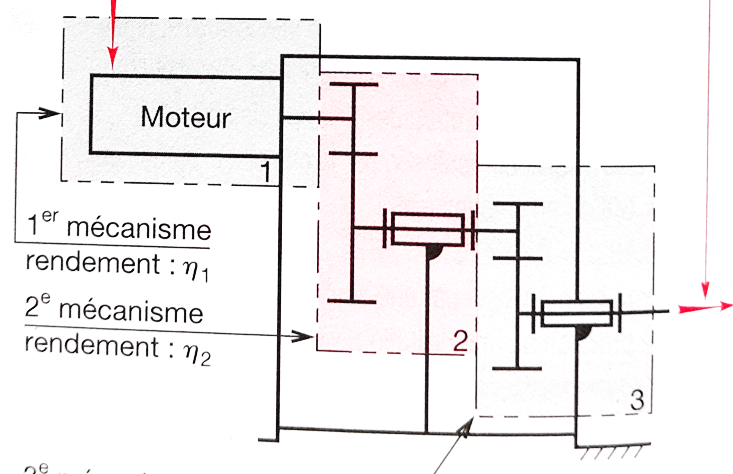 Moteur
1
1er mécanisme
rendement : η1
2e mécanisme
rendement : η2
2
3